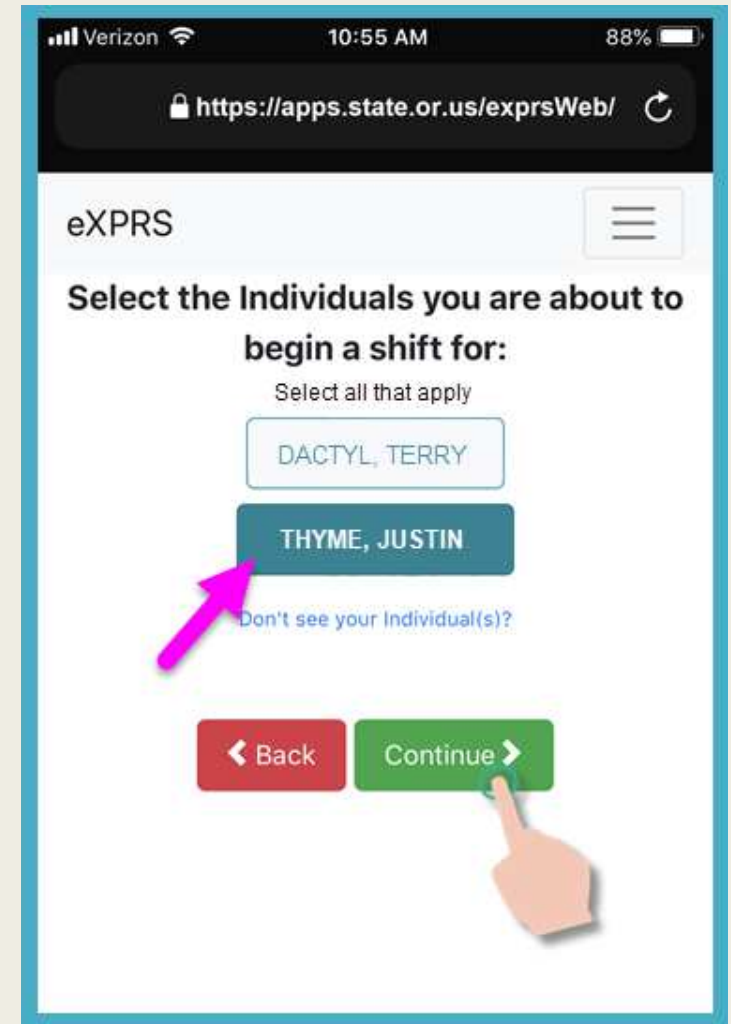 Verizon 10:55 AM 88%
https://apps.state.or.us/exprsWeb/
eXPRS
Select the Individuals you are about to
begin a shift for:
Select all that apply
DACTYL, TERRY
THYME, JUSTIN
Don't see your Individual(s)?
Back Continue